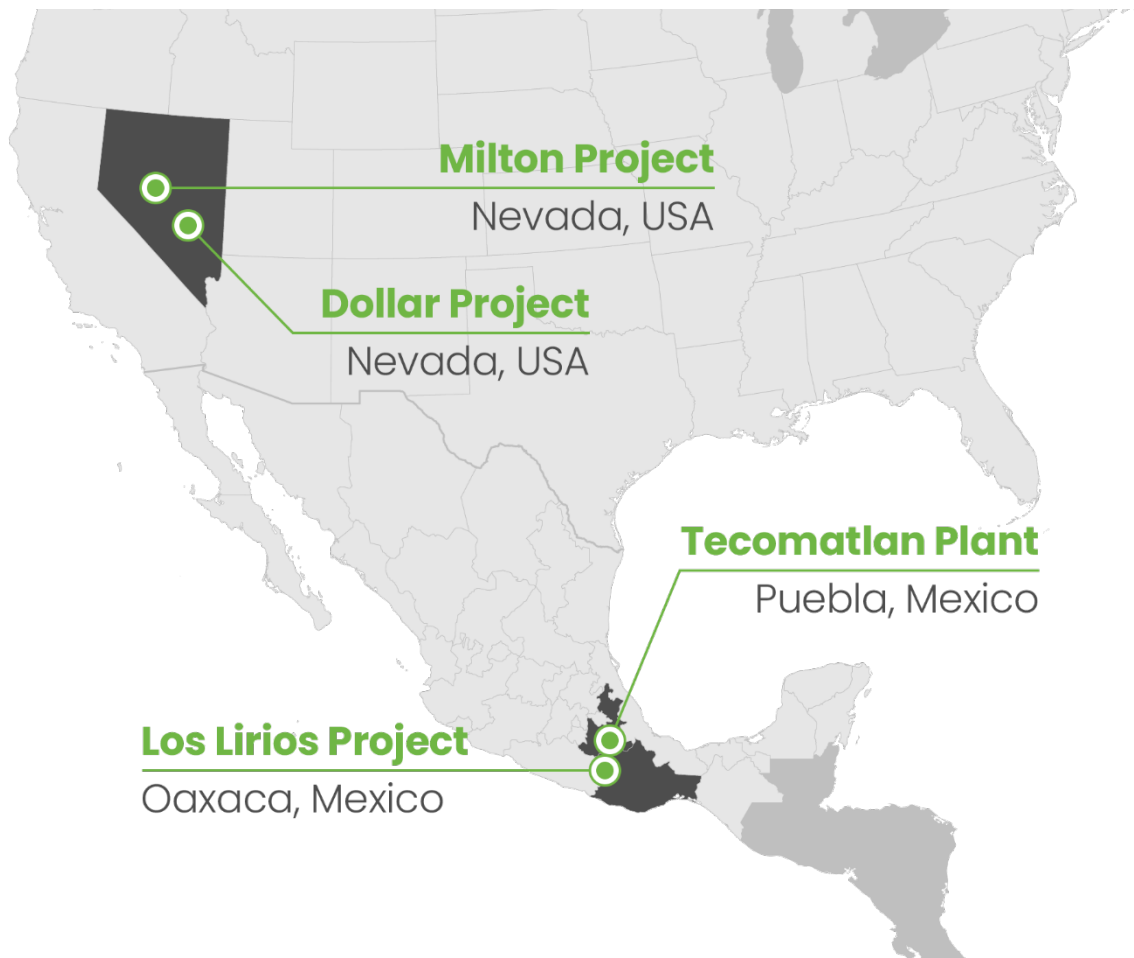 Milton Project
Nevada, USA
Dollar Project
Nevada, USA
Tecomatlan Plant
Puebla, Mexico
Los Lirios Project
Oaxaca, Mexico